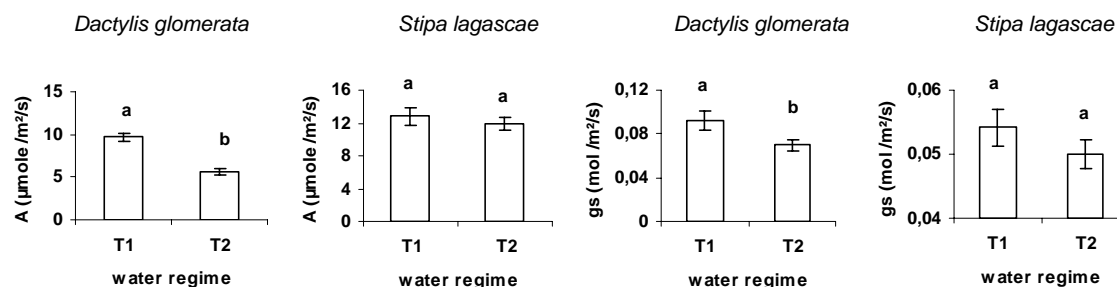 Dactylis glomerata
Stipa lagascae
Dactylis glomerata
Stipa lagascae
A (µmole /m²/s)
15
10
5
0
a
b
T1
T2
water regime
A (µmole /m²/s)
16
12
8
4
0
a
a
T1
T2
water regime
gs (mol /m²/s)
0,12
0,08
0,04
0
a
b
T1
T2
water regime
gs (mol /m²/s)
0,06
0,05
0,04
a
a
T1
T2
water regime